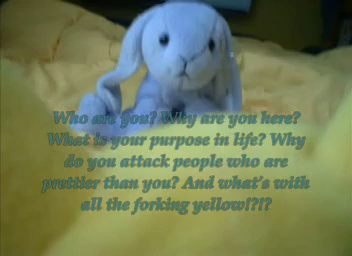 Who are you? Why are you here?
What is your purpose in life? Why
do you attack people who are
prettier than you? And what's with
all the forking yellow!?!?